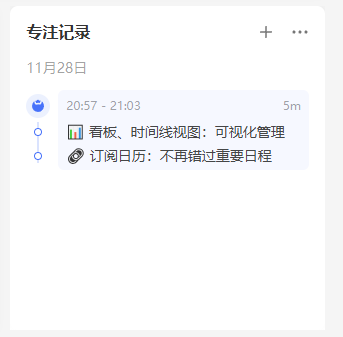 专注记录
11月28日
20:57 - 21:03 5m
📊 看板、时间线视图：可视化管理
🔗 订阅日历：不再错过重要日程